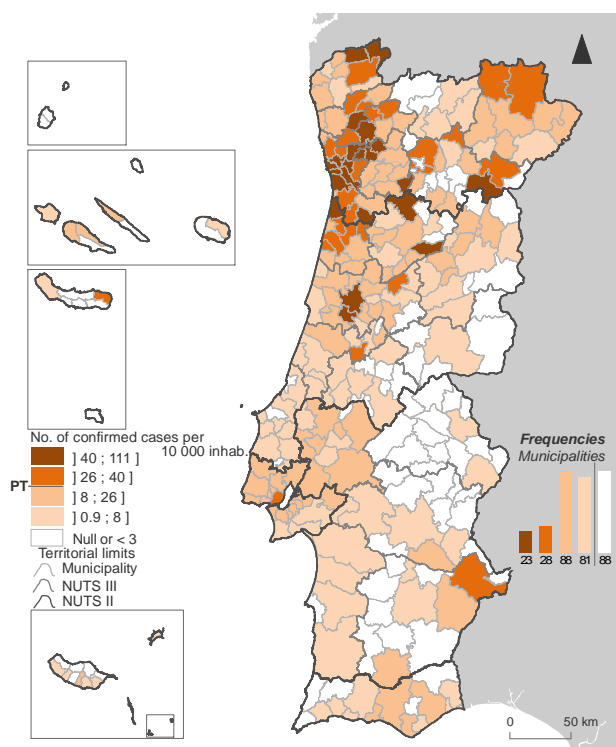 No. of confirmed cases per
10 000 inhab.
] 40 ; 111 ]
] 26 ; 40 ]
PT
] 8 ; 26 ]
] 0.9 ; 8 ]
Null or < 3
Territorial limits
Municipality
NUTS III
NUTS II
Frequencies
Municipalities
23 28 88 81 88
0 50 km